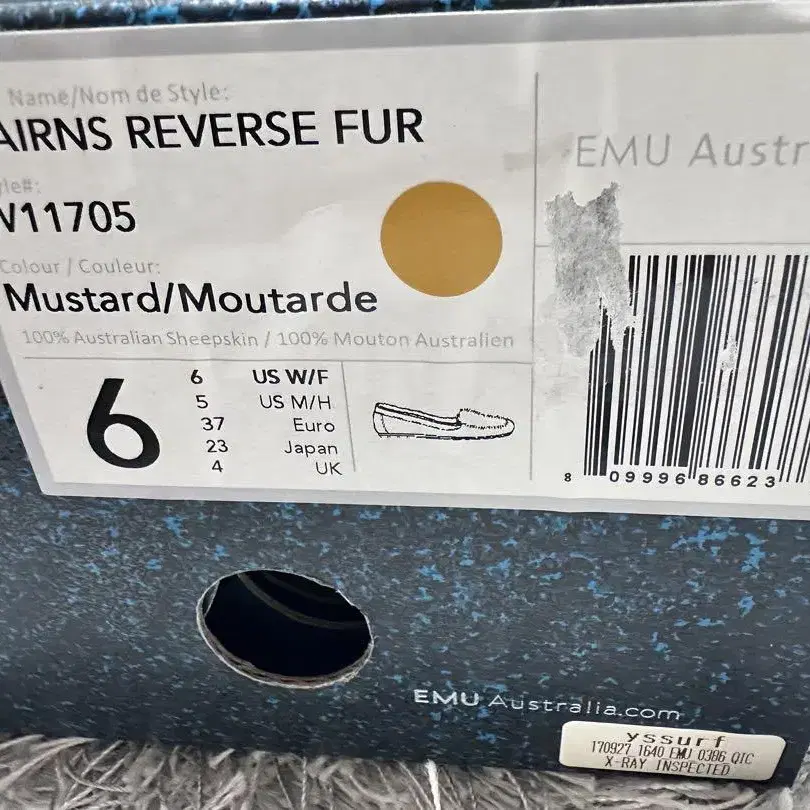 Name/Nom de Style:
AIRNS REVERSE FUR
yle#:
W11705
Colour / Couleur:
Mustard/Moutarde
100% Australian Sheepskin / 100% Mouton Australien
6
6 US W/F
5 US M/H
37 Euro
23 Japan
4 UK
EMU Austr
8 09996 86623
EMU Australia.com
yssurf
170927 1640 EMU 0386 QIC
X-RAY INSPECTED